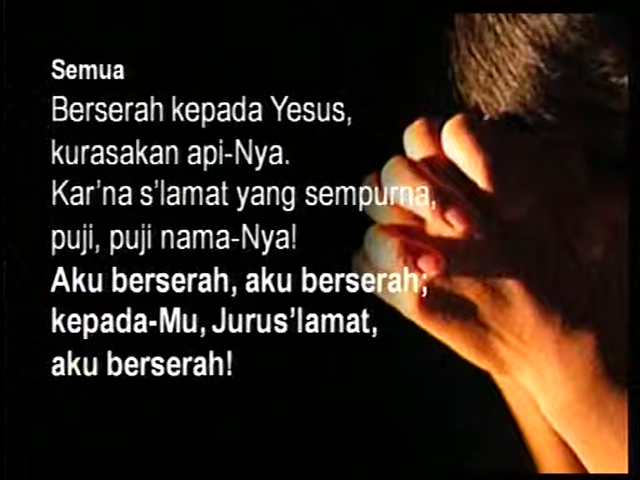 Semua
Berserah kepada Yesus,
kurasakan api-Nya.
Kar'na s'lamat yang sempurna,
puji, puji nama-Nya!
Aku berserah, aku berserah;
kepada-Mu, Jurus'lamat,
aku berserah!